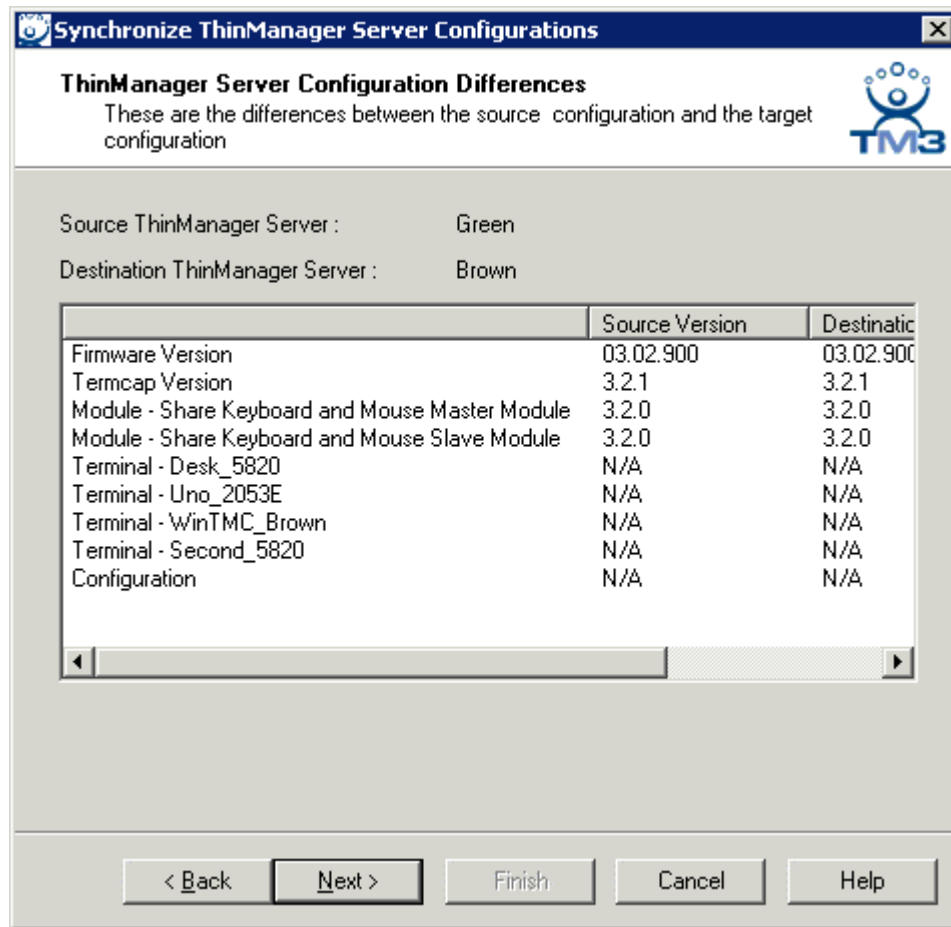 Synchronize ThinManager Server Configurations
ThinManager Server Configuration Differences
These are the differences between the source configuration and the target
configuration
TM3
Source ThinManager Server : Green
Destination ThinManager Server : Brown
Source Version Destinatic
Firmware Version 03.02.900 03.02.900
Termcap Version 3.2.1 3.2.1
Module - Share Keyboard and Mouse Master Module 3.2.0 3.2.0
Module - Share Keyboard and Mouse Slave Module 3.2.0 3.2.0
Terminal - Desk_5820 N/A N/A
Terminal - Uno_2053E N/A N/A
Terminal - WinTMC_Brown N/A N/A
Terminal - Second_5820 N/A N/A
Configuration N/A N/A
< Back Next > Finish Cancel Help